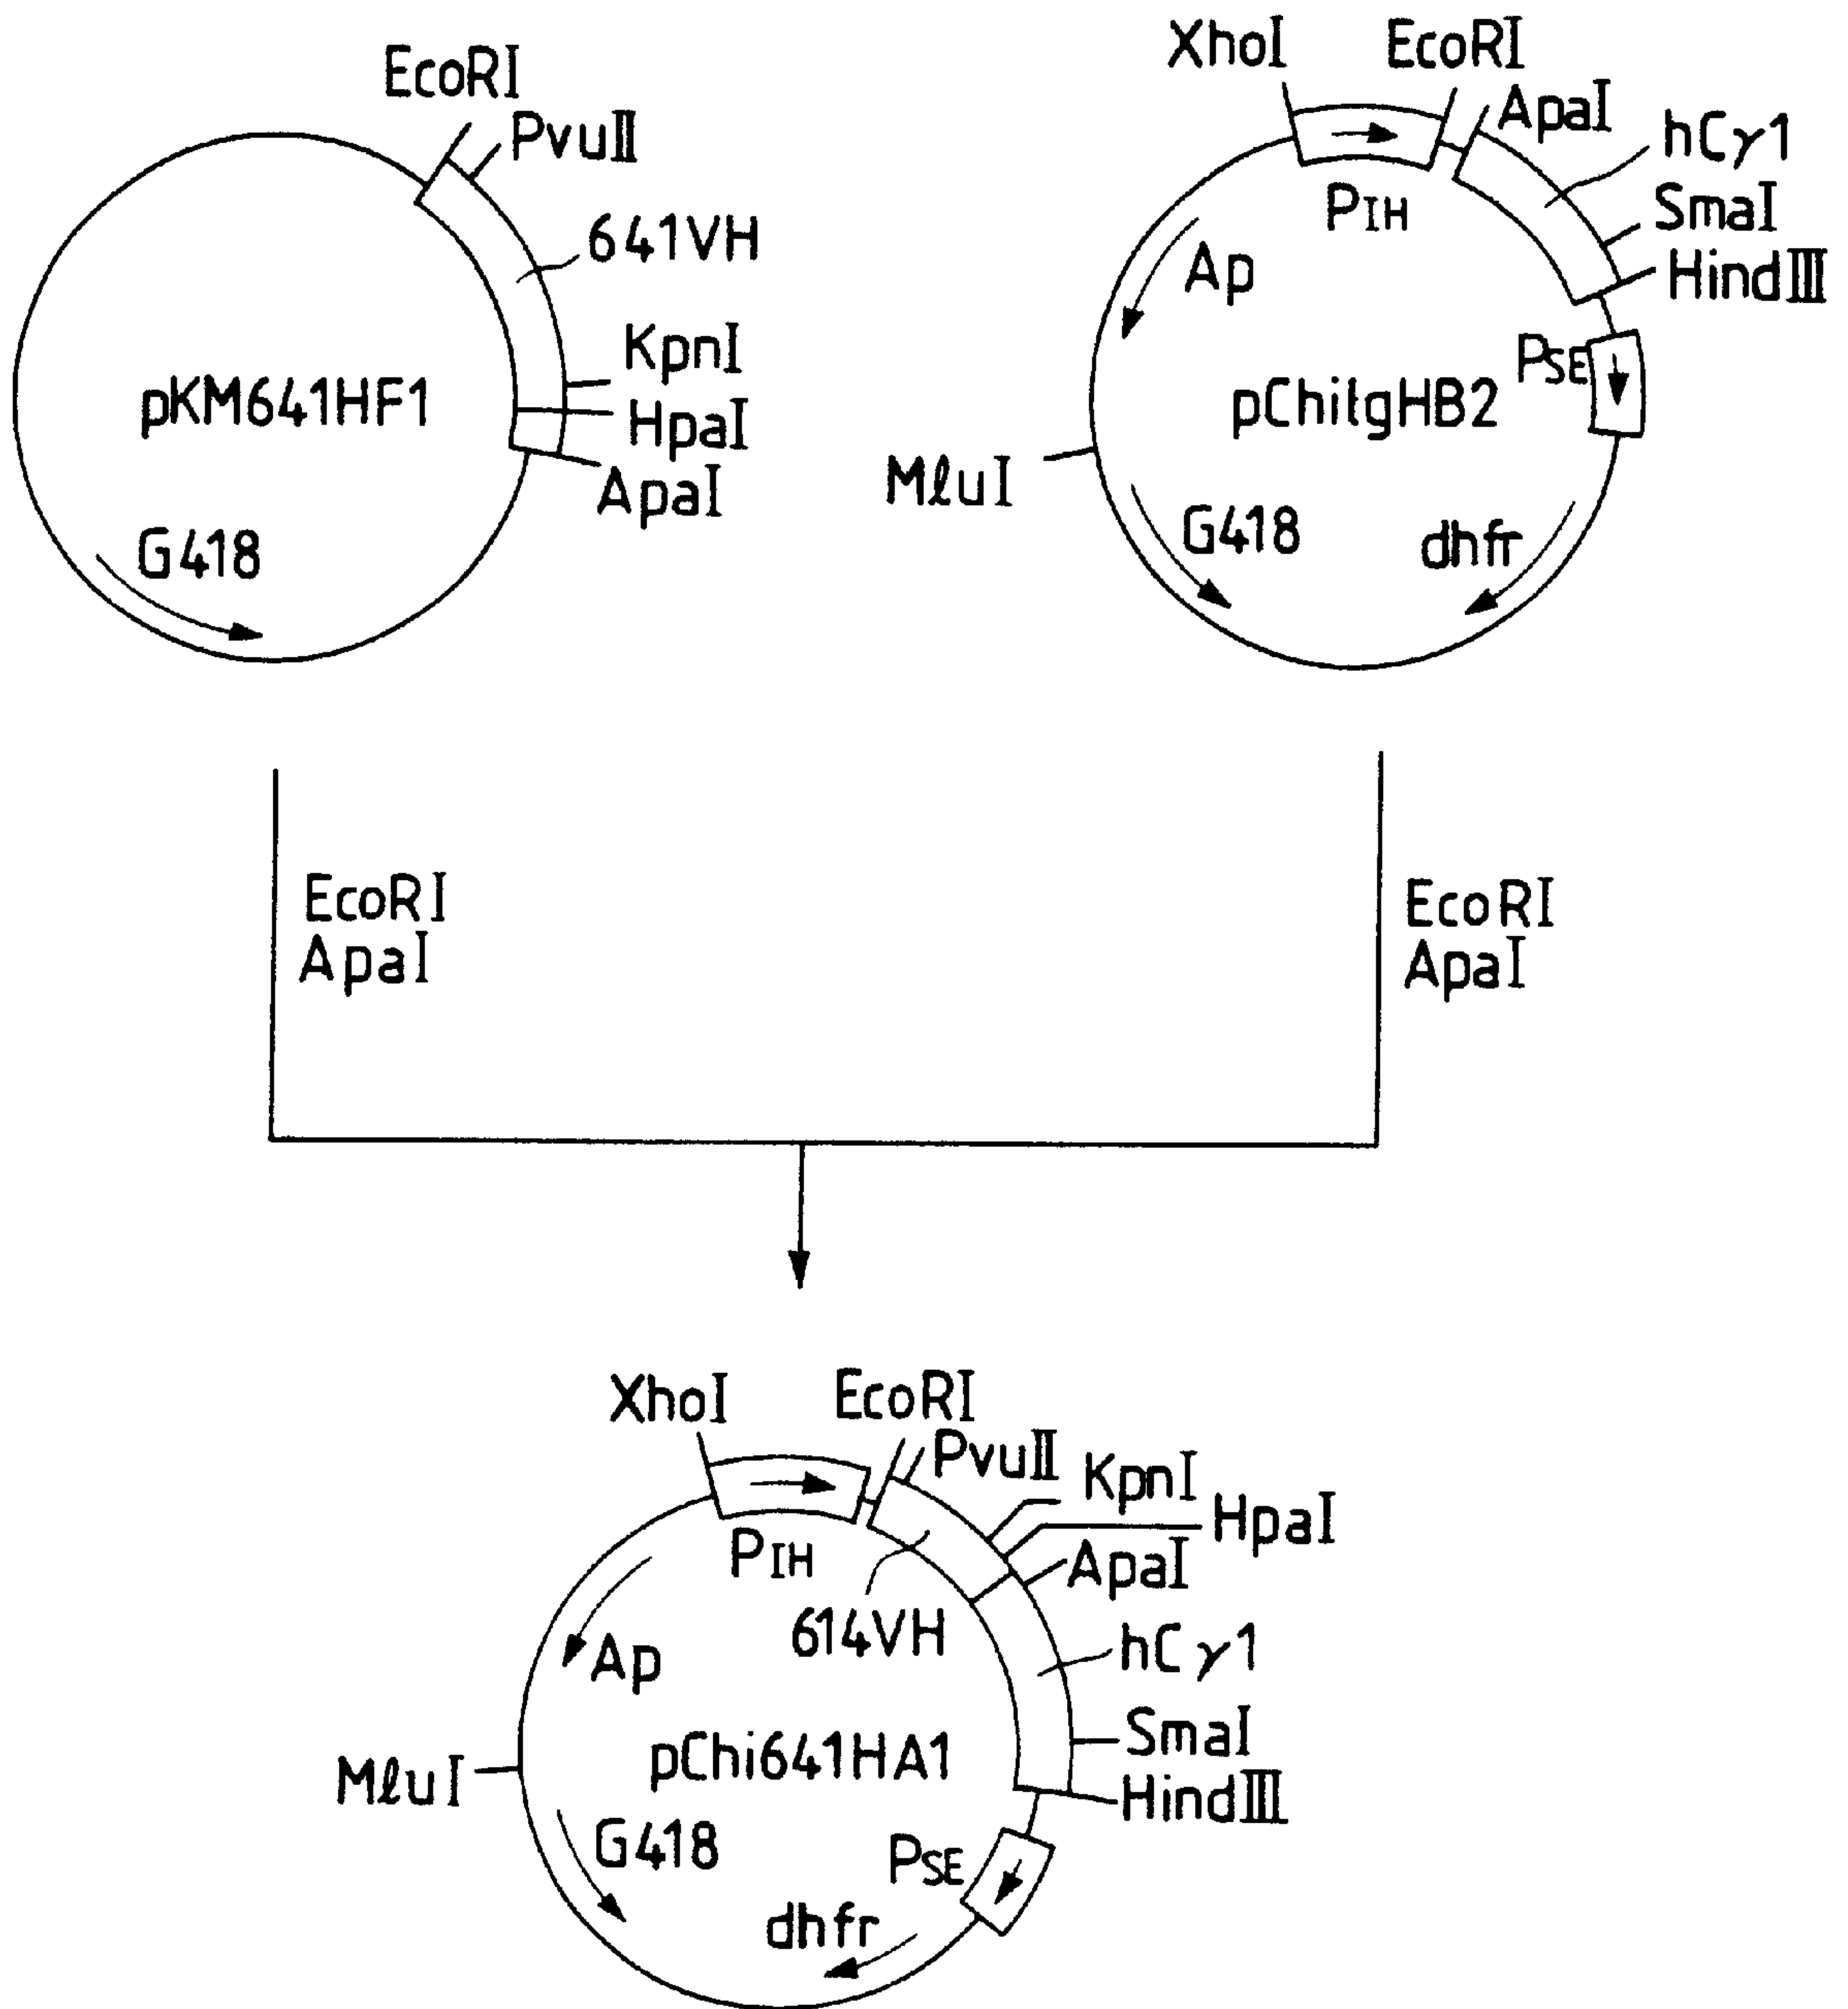 EcoRI
PvuII
641VH
KpnI
HpaI
ApaI
pKM641HF1
G418
XhoI
EcoRI
ApaI
hCγ1
SmaI
HindIII
PIH
Ap
PSE
pChiIgHB2
MluI
G418
dhfr
EcoRI
ApaI
EcoRI
ApaI
XhoI
EcoRI
PvuII
KpnI
HpaI
ApaI
PIH
614VH
hCγ1
Ap
SmaI
pChi641HA1
MluI
HindIII
G418
PSE
dhfr